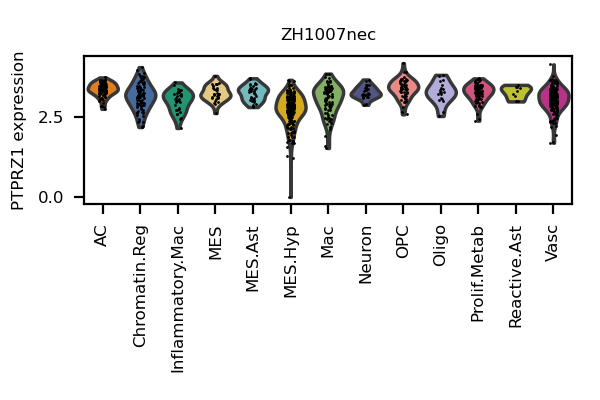 ZH1007nec
PTPRZ1 expression
2.5
0.0
AC
Chromatin.Reg
Inflammatory.Mac
MES
MES.Ast
MES.Hyp
Mac
Neuron
OPC
Oligo
Prolif.Metab
Reactive.Ast
Vasc